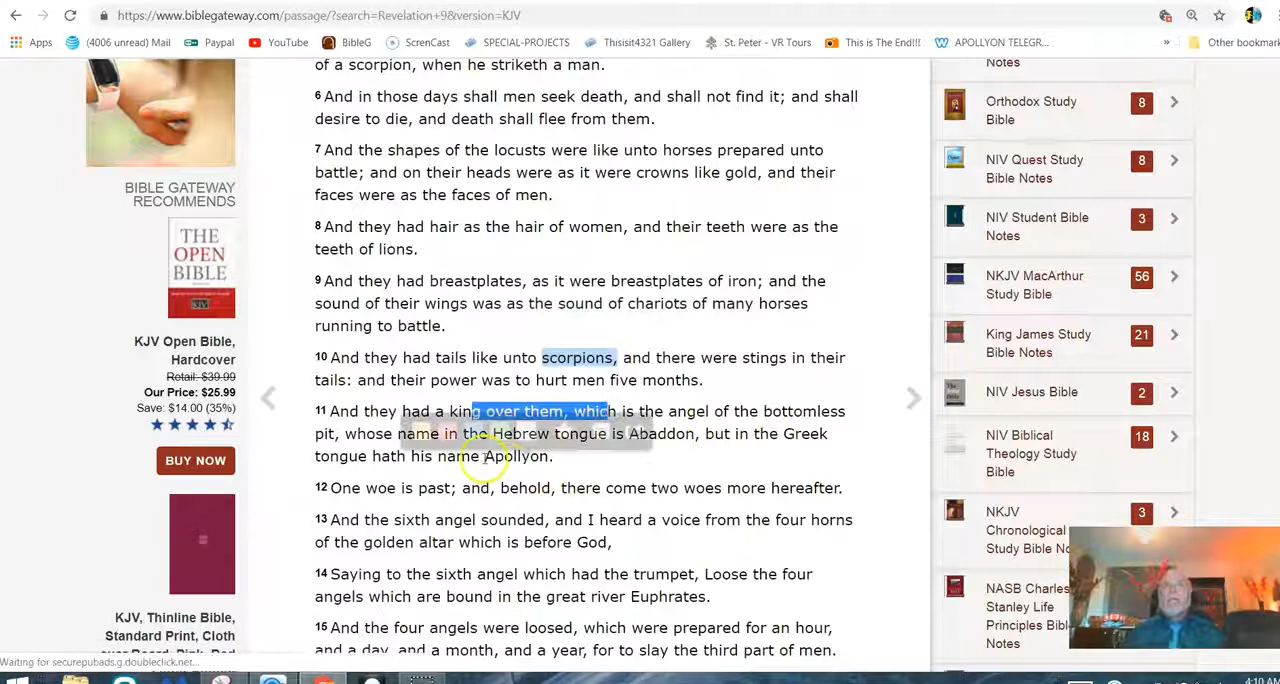 https://www.biblegateway.com/passage/?search=Revelation+9&version=KJV
Apps (4006 unread) Mail Paypal YouTube BibleG ScrenCast SPECIAL-PROJECTS Thisisit4321 Gallery St. Peter - VR Tours This is The End!!! APOLLYON TELEGR... » Other bookmark
of a scorpion, when he striketh a man.
6 And in those days shall men seek death, and shall not find it; and shall
desire to die, and death shall flee from them.
7 And the shapes of the locusts were like unto horses prepared unto
battle; and on their heads were as it were crowns like gold, and their
faces were as the faces of men.
8 And they had hair as the hair of women, and their teeth were as the
teeth of lions.
9 And they had breastplates, as it were breastplates of iron; and the
sound of their wings was as the sound of chariots of many horses
running to battle.
10 And they had tails like unto scorpions, and there were stings in their
tails: and their power was to hurt men five months.
11 And they had a king over them, which is the angel of the bottomless
pit, whose name in the Hebrew tongue is Abaddon, but in the Greek
tongue hath his name Apollyon.
12 One woe is past; and, behold, there come two woes more hereafter.
13 And the sixth angel sounded, and I heard a voice from the four horns
of the golden altar which is before God,
14 Saying to the sixth angel which had the trumpet, Loose the four
angels which are bound in the great river Euphrates.
15 And the four angels were loosed, which were prepared for an hour,
and a day, and a month, and a year, for to slay the third part of men.
BIBLE GATEWAY
RECOMMENDS
THE
OPEN
BIBLE
KJV
KJV Open Bible,
Hardcover
Retail: $39.99
Our Price: $25.99
Save: $14.00 (35%)
BUY NOW
KJV, Thinline Bible,
Standard Print, Cloth
Notes
Orthodox Study 8
Bible
NIV Quest Study 8
Bible Notes
NIV Student Bible 3
Notes
NKJV MacArthur 56
Study Bible
King James Study 21
Bible Notes
NIV Jesus Bible 2
NIV Biblical 18
Theology Study
Bible
NKJV 3
Chronological
Study Bible
NASB Charles
Stanley Life
Principles
Notes
Waiting for securepubads.g.doubleclick.net...
4:10 AM